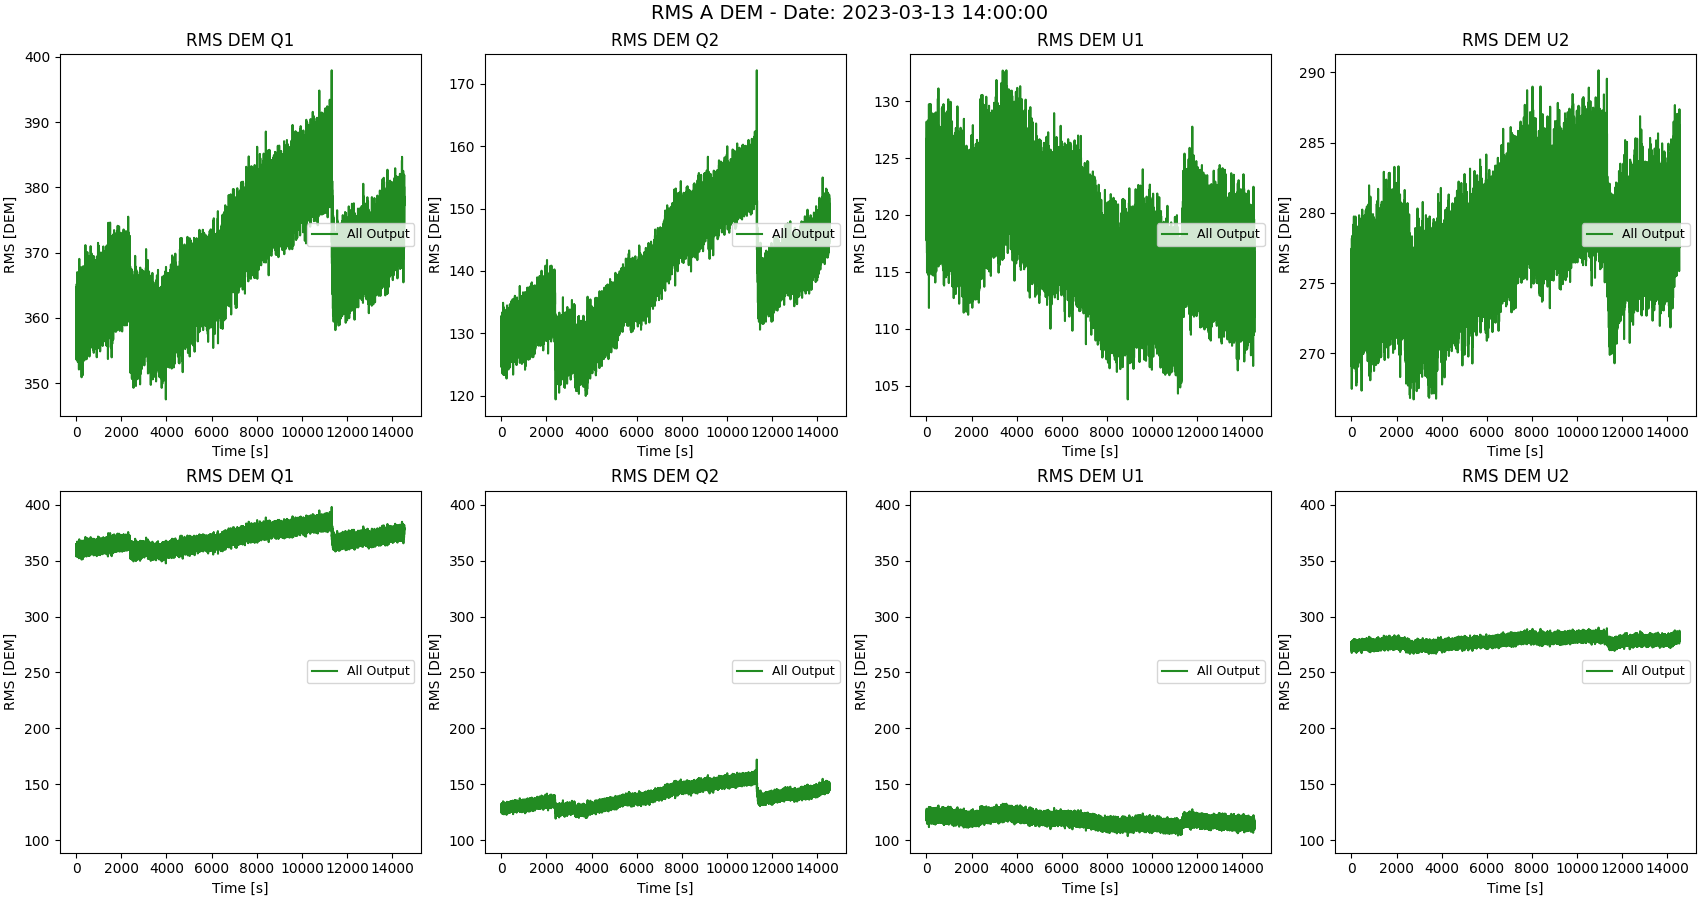 RMS A DEM - Date: 2023-03-13 14:00:00
RMS DEM Q1
RMS [DEM]
400
390
380
370
360
350
All Output
0 2000 4000 6000 8000 10000 12000 14000
Time [s]
RMS DEM Q2
RMS [DEM]
170
160
150
140
130
120
All Output
0 2000 4000 6000 8000 10000 12000 14000
Time [s]
RMS DEM U1
RMS [DEM]
130
125
120
115
110
105
All Output
0 2000 4000 6000 8000 10000 12000 14000
Time [s]
RMS DEM U2
RMS [DEM]
290
285
280
275
270
All Output
0 2000 4000 6000 8000 10000 12000 14000
Time [s]
RMS DEM Q1
RMS [DEM]
400
350
300
250
200
150
100
All Output
0 2000 4000 6000 8000 10000 12000 14000
Time [s]
RMS DEM Q2
RMS [DEM]
400
350
300
250
200
150
100
All Output
0 2000 4000 6000 8000 10000 12000 14000
Time [s]
RMS DEM U1
RMS [DEM]
400
350
300
250
200
150
100
All Output
0 2000 4000 6000 8000 10000 12000 14000
Time [s]
RMS DEM U2
RMS [DEM]
400
350
300
250
200
150
100
All Output
0 2000 4000 6000 8000 10000 12000 14000
Time [s]